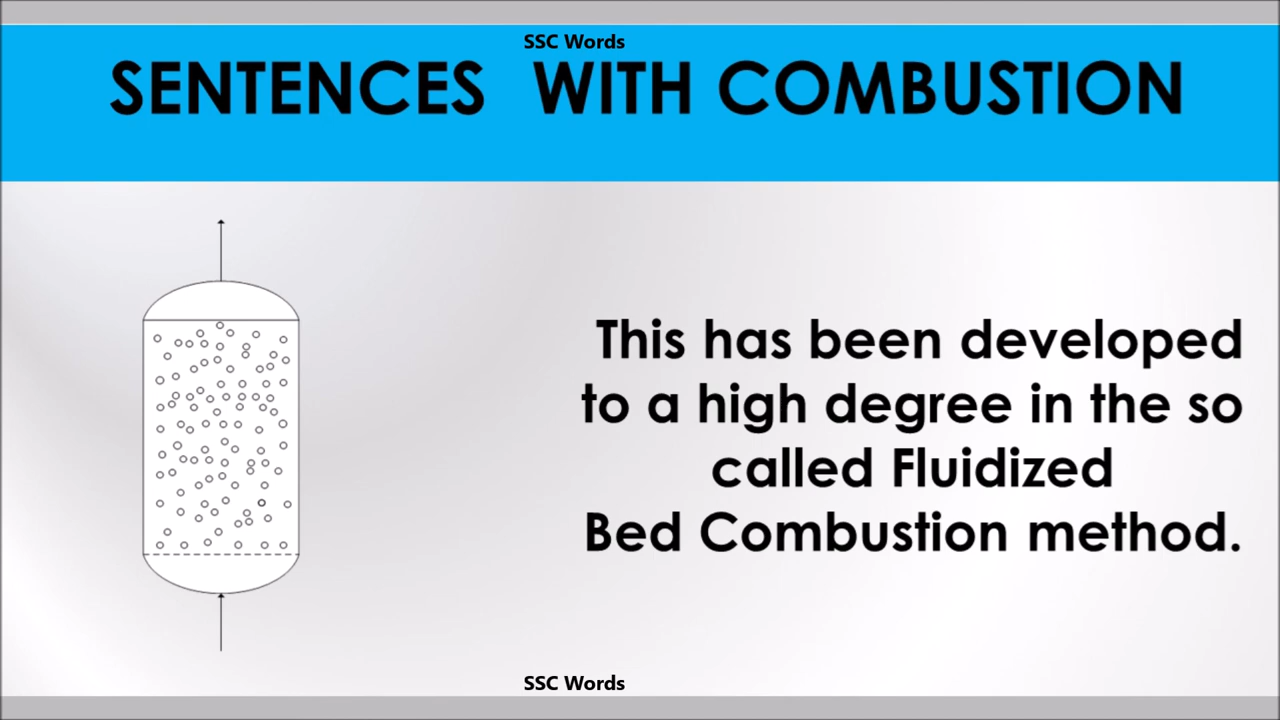 SSC Words
SENTENCES WITH COMBUSTION
This has been developed
to a high degree in the so
called Fluidized
Bed Combustion method.
SSC Words